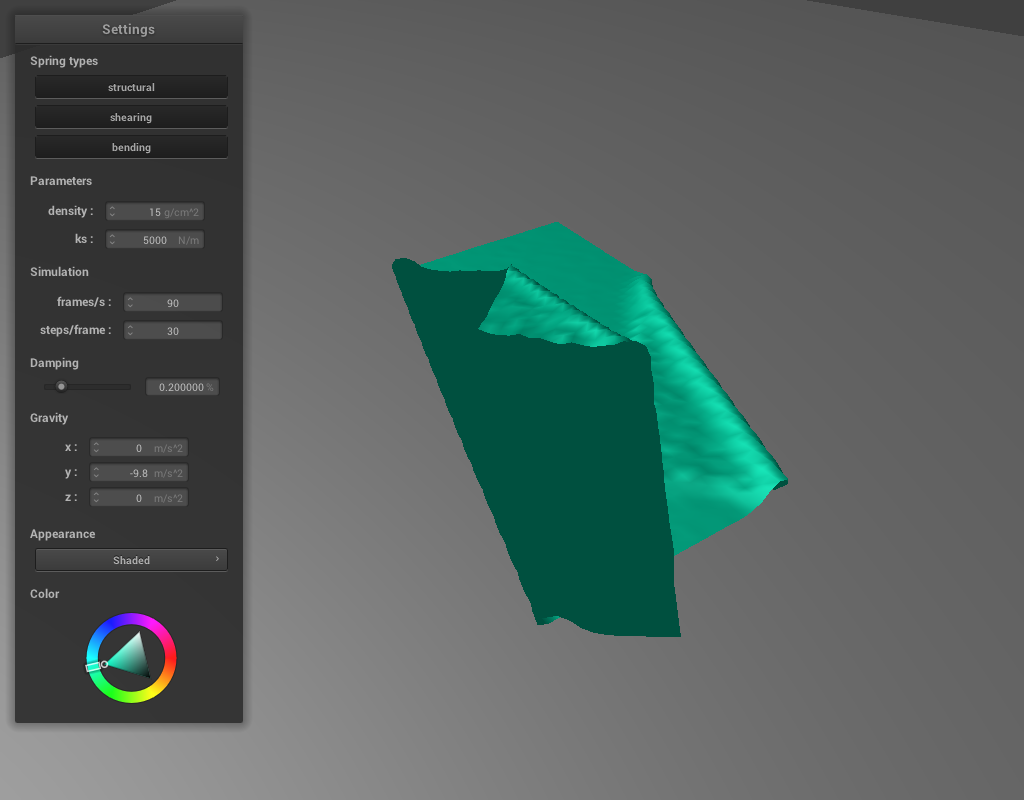 Settings
Spring types
structural
shearing
bending
Parameters
density : 15 g/cm^2
ks : 5000 N/m
Simulation
frames/s : 90
steps/frame : 30
Damping
0.200000 %
Gravity
x : 0 m/s^2
y : -9.8 m/s^2
z : 0 m/s^2
Appearance
Shaded
Color